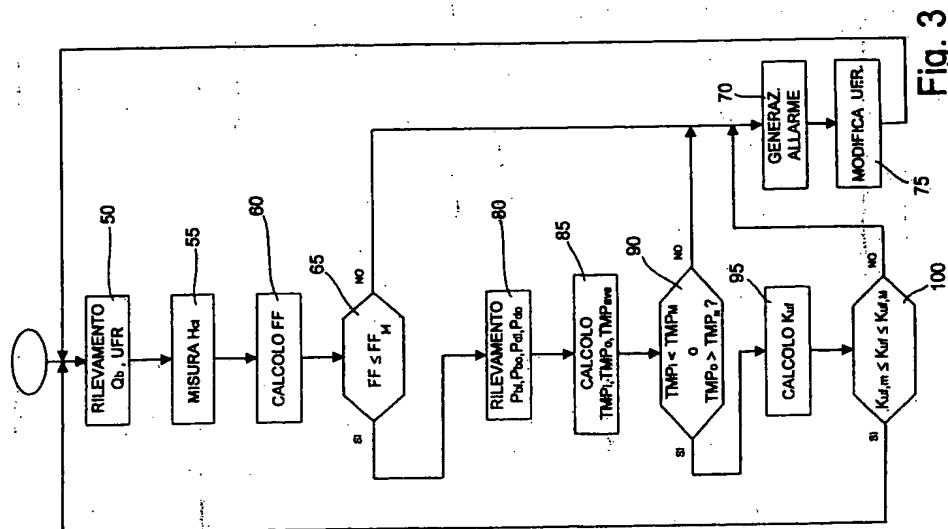 50
RILEVAMENTO
Qb, UFR
55
MISURA Hct
60
CALCOLO FF
65
FF ≤ FF M
NO
SI
80
RILEVAMENTO
Pbi,Pbo,Pdi,Pdo
85
CALCOLO
TMPi,TMPo,TMPave
90
TMPi < TMPM
O
TMPo > TMPm ?
NO
SI
95
CALCOLO Kuf
100
Kuf,m ≤ Kuf ≤ Kuf,M
NO
SI
70
GENERAZ.
ALLARME
MODIFICA UFR.
75
Fig. 3